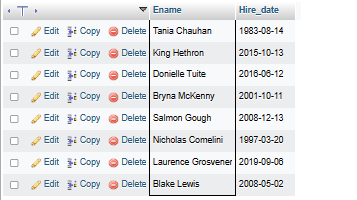 Ename Hire_date
Edit Copy Delete Tania Chauhan 1983-08-14
Edit Copy Delete King Hethron 2015-10-13
Edit Copy Delete Donielle Tuite 2016-06-12
Edit Copy Delete Bryna McKenny 2001-10-11
Edit Copy Delete Salmon Gough 2008-12-13
Edit Copy Delete Nicholas Comelini 1997-03-20
Edit Copy Delete Laurence Grosvener 2019-09-06
Edit Copy Delete Blake Lewis 2008-05-02